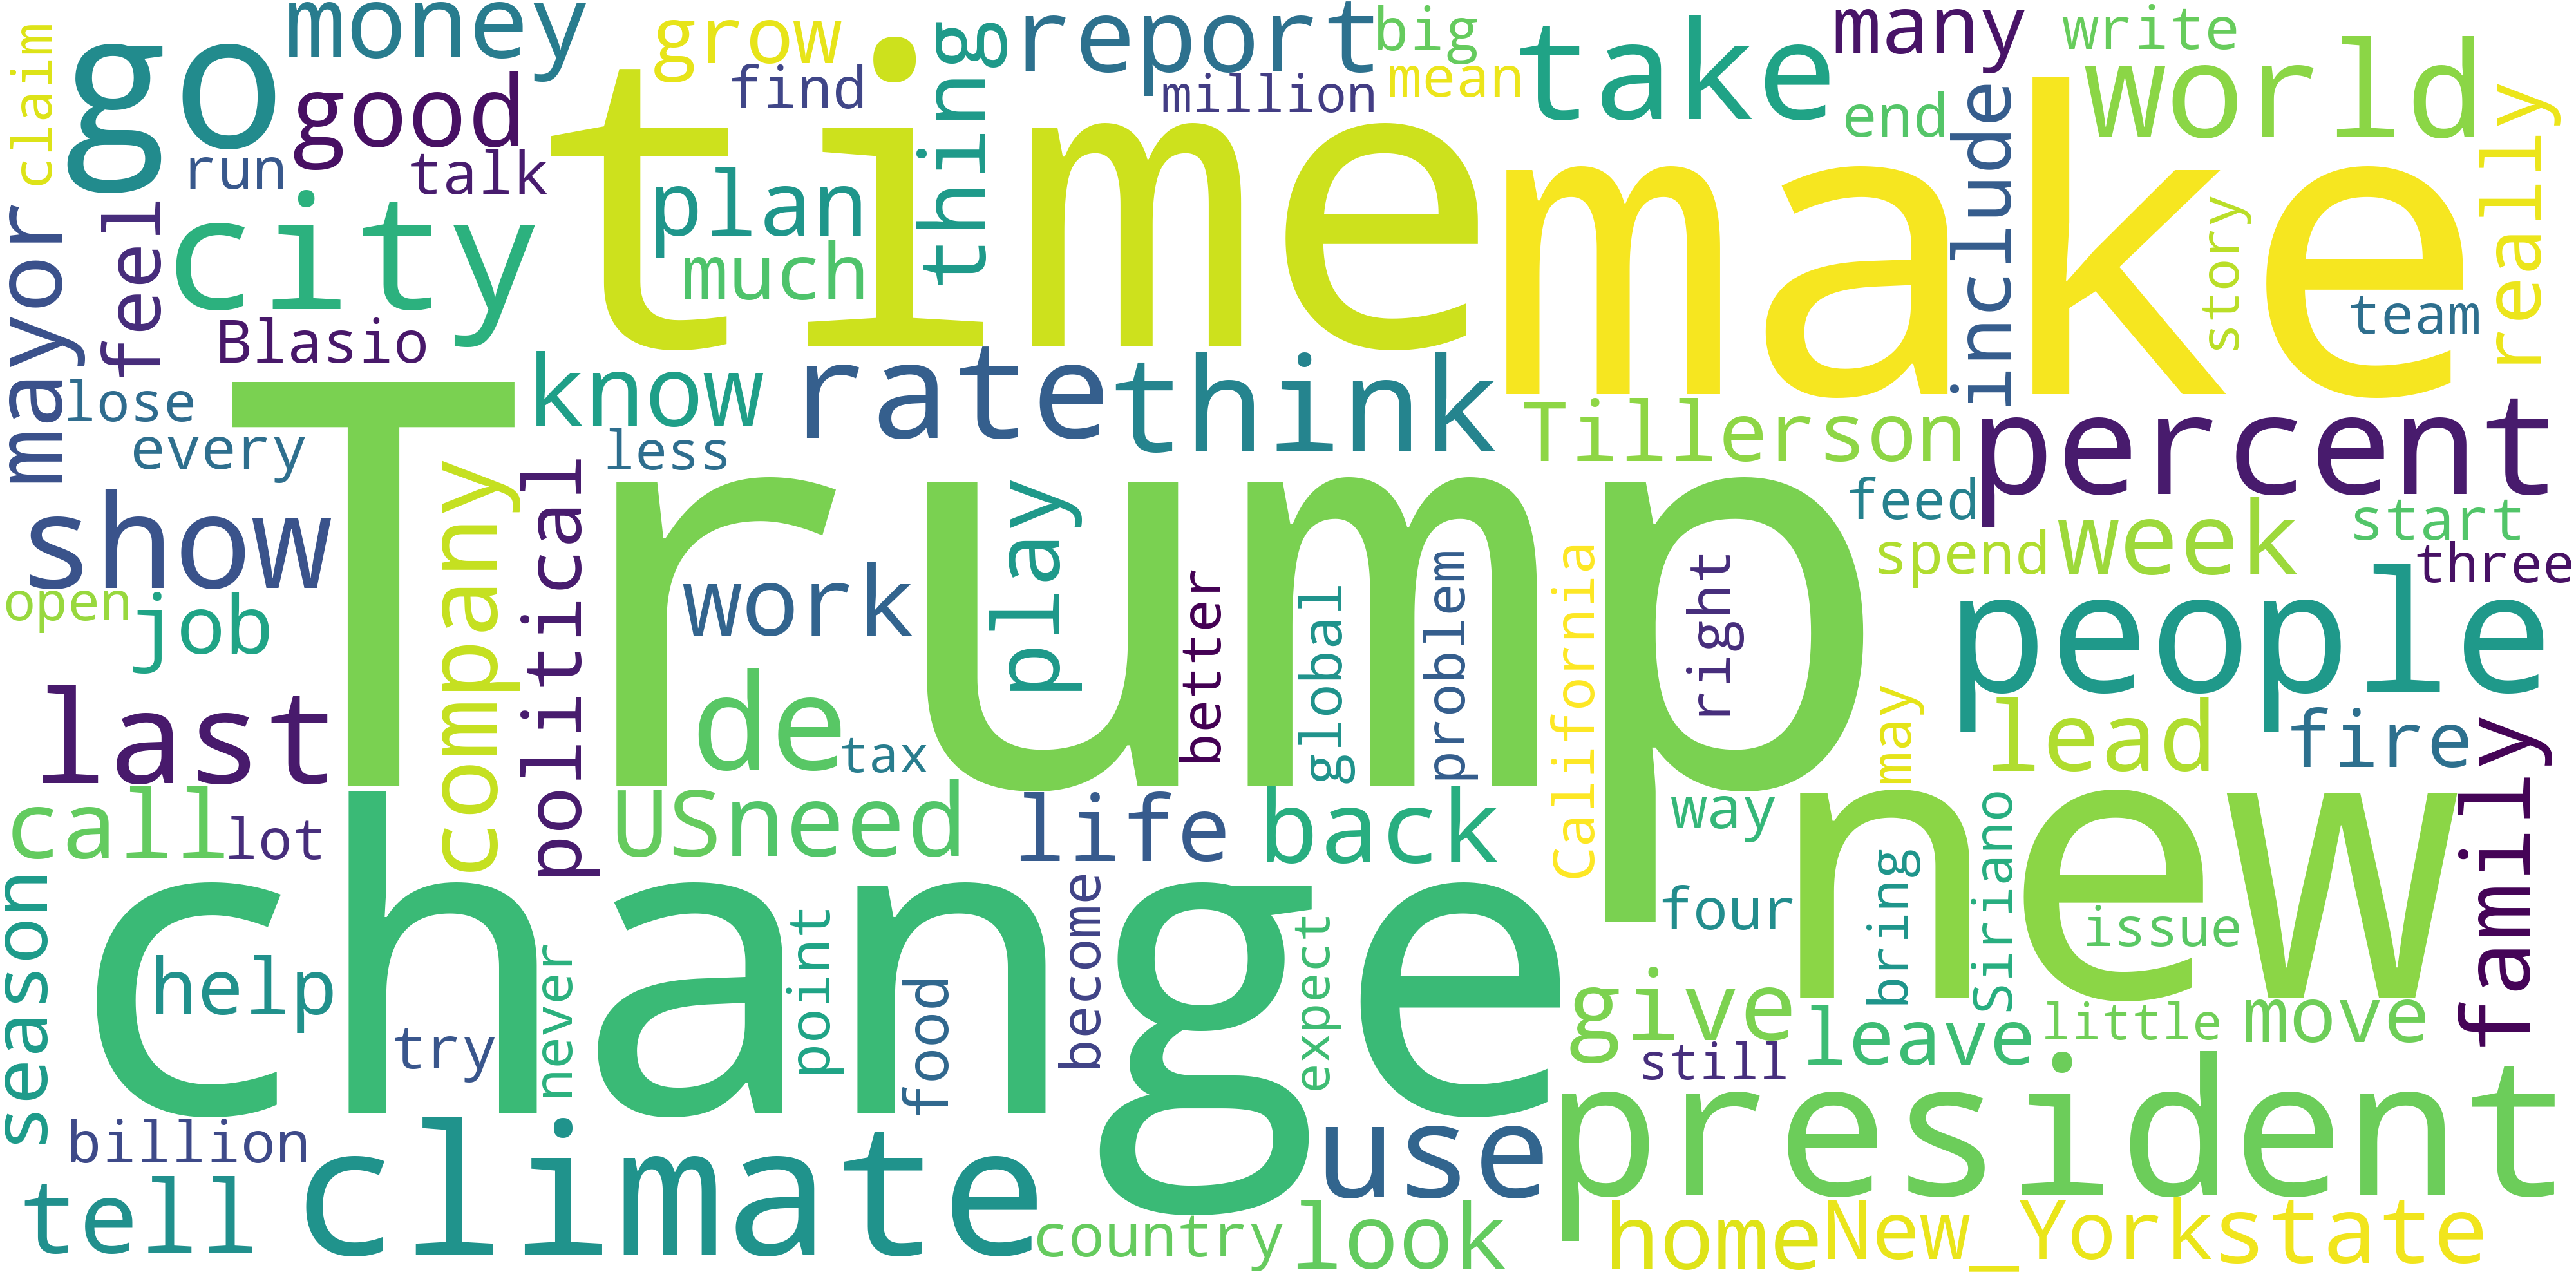 claim
go
money
grow
thing
report
big
take
many
write
world
find
million
mean
end
good
time
make
include
really
run
talk
plan
city
much
story
mayor
feel
Blasio
team
lose
know
rate
think
Tillerson
percent
every
less
Trump
show
company
political
play
feed
start
spend
week
three
open
job
work
better
global
problem
California
right
people
last
de
tax
may
lead
fire
family
call
lot
US
need
life
back
way
new
season
change
help
try
never
point
food
become
expect
four
bring
Siriano
issue
give
still
leave
little
move
billion
climate
use
president
tell
country
look
home
New_York
state